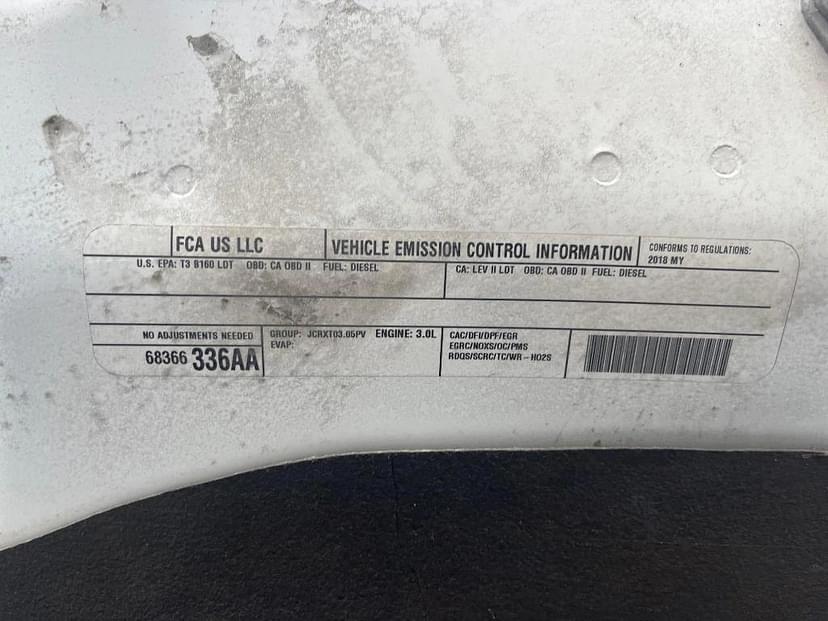 FCA US LLC
VEHICLE EMISSION CONTROL INFORMATION
CONFORMS TO REGULATIONS:
2018 MY
U.S. EPA: T3 B160 LDT OBD: CA OBD II FUEL: DIESEL
CA: LEV II LDT OBD: CA OBD II FUEL: DIESEL
NO ADJUSTMENTS NEEDED
68366 336AA
GROUP: JCRXT03.05PV ENGINE: 3.0L
EVAP:
CAC/DFI/DPF/EGR
EGRC/NOXS/OC/PMS
RDQS/SCRC/TC/WR-HO2S